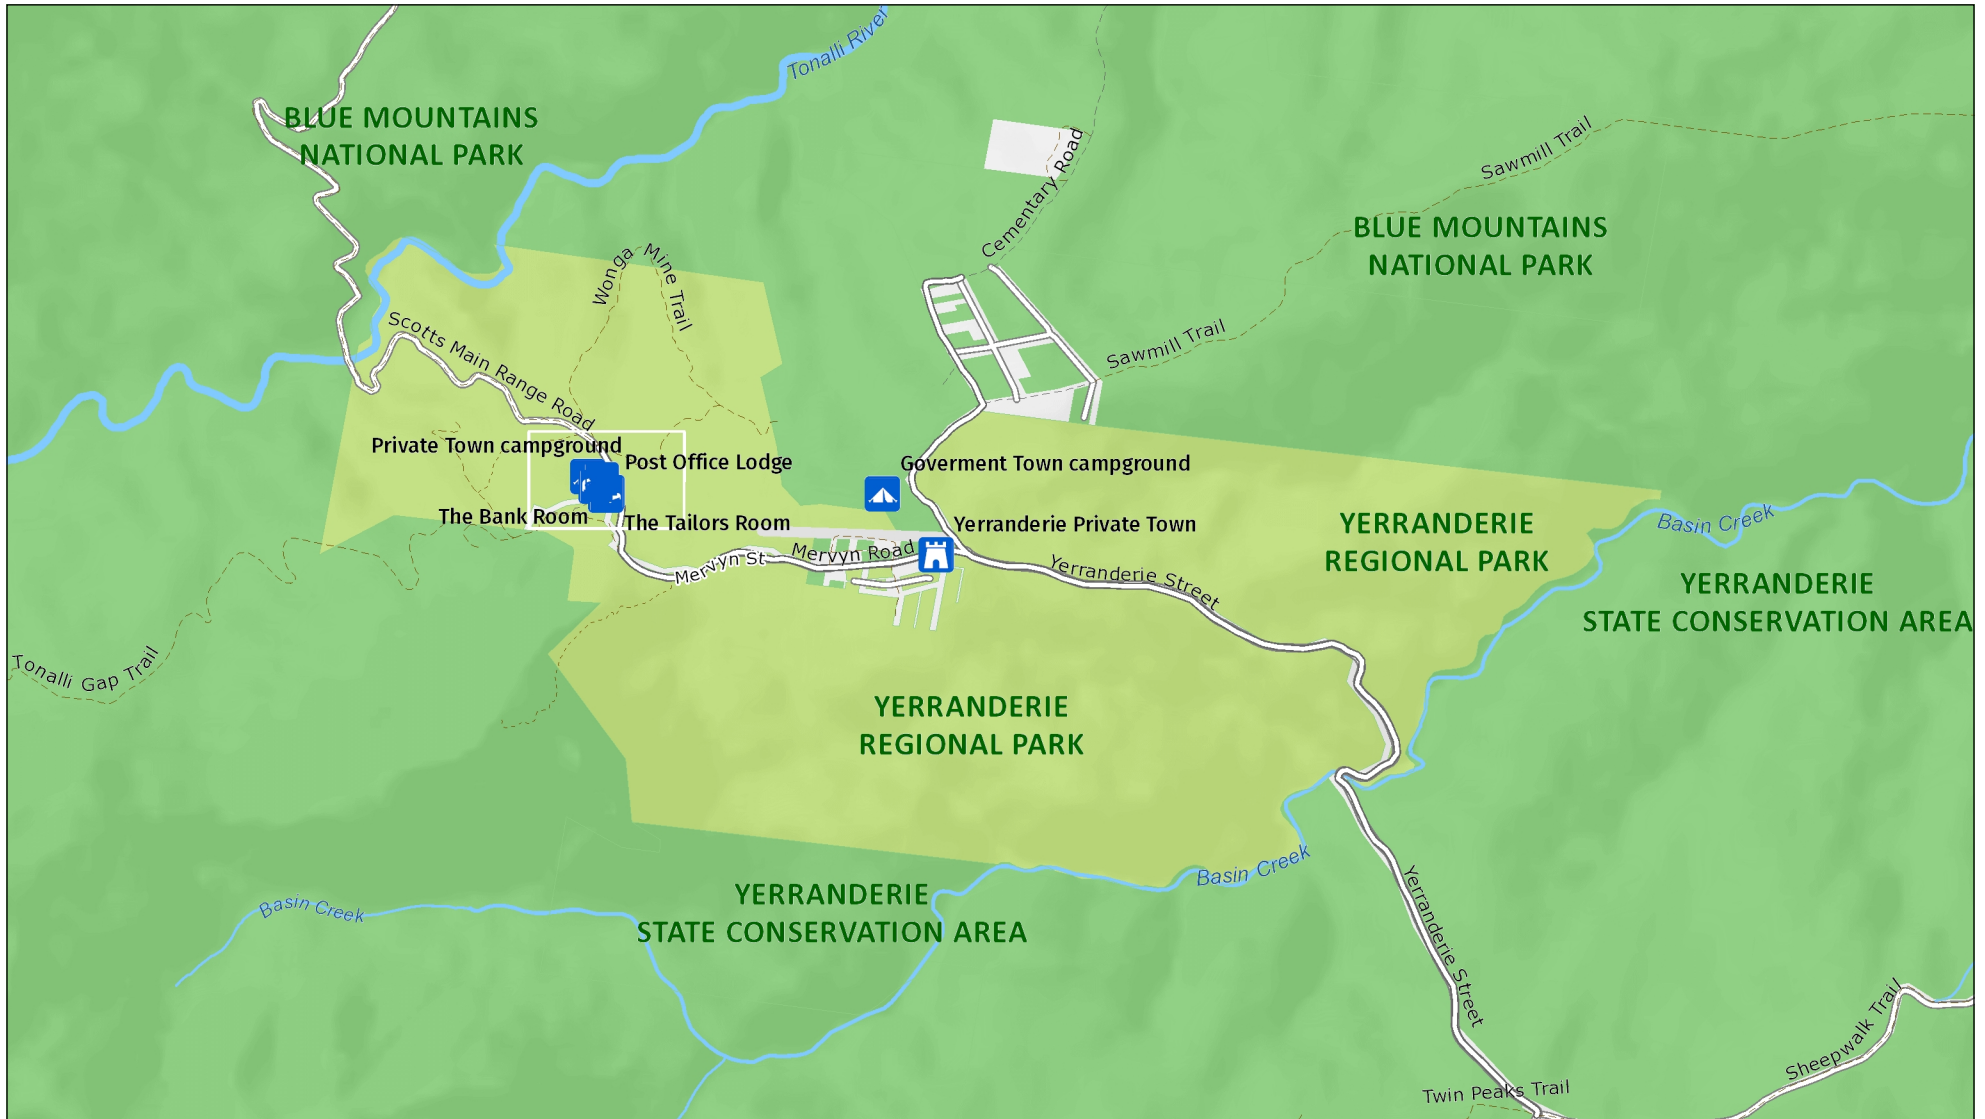 Tonalli River
BLUE MOUNTAINS
NATIONAL PARK
Cementary Road
Sawmill Trail
BLUE MOUNTAINS
NATIONAL PARK
Wonga Mine Trail
Scotts Main Range Road
Sawmill Trail
Private Town campground
Post Office Lodge
Goverment Town campground
The Bank Room
The Tailors Room
Yerranderie Private Town
YERRANDERIE
REGIONAL PARK
Basin Creek
Mervyn St
Mervyn Road
Yerranderie Street
YERRANDERIE
STATE CONSERVATION AREA
Tonalli Gap Trail
YERRANDERIE
REGIONAL PARK
Basin Creek
YERRANDERIE
STATE CONSERVATION AREA
Basin Creek
Yerranderie Street
Sheepwalk Trail
Twin Peaks Trail